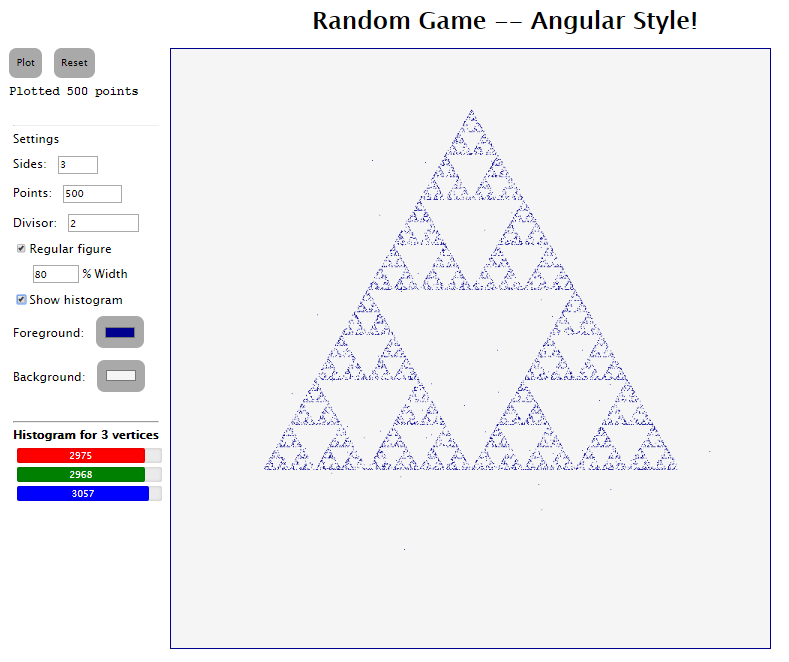 Random Game -- Angular Style!
Plot Reset
Plotted 500 points
Settings
Sides: 3
Points: 500
Divisor: 2
Regular figure
80 % Width
Show histogram
Foreground:
Background:
Histogram for 3 vertices
2975
2968
3057